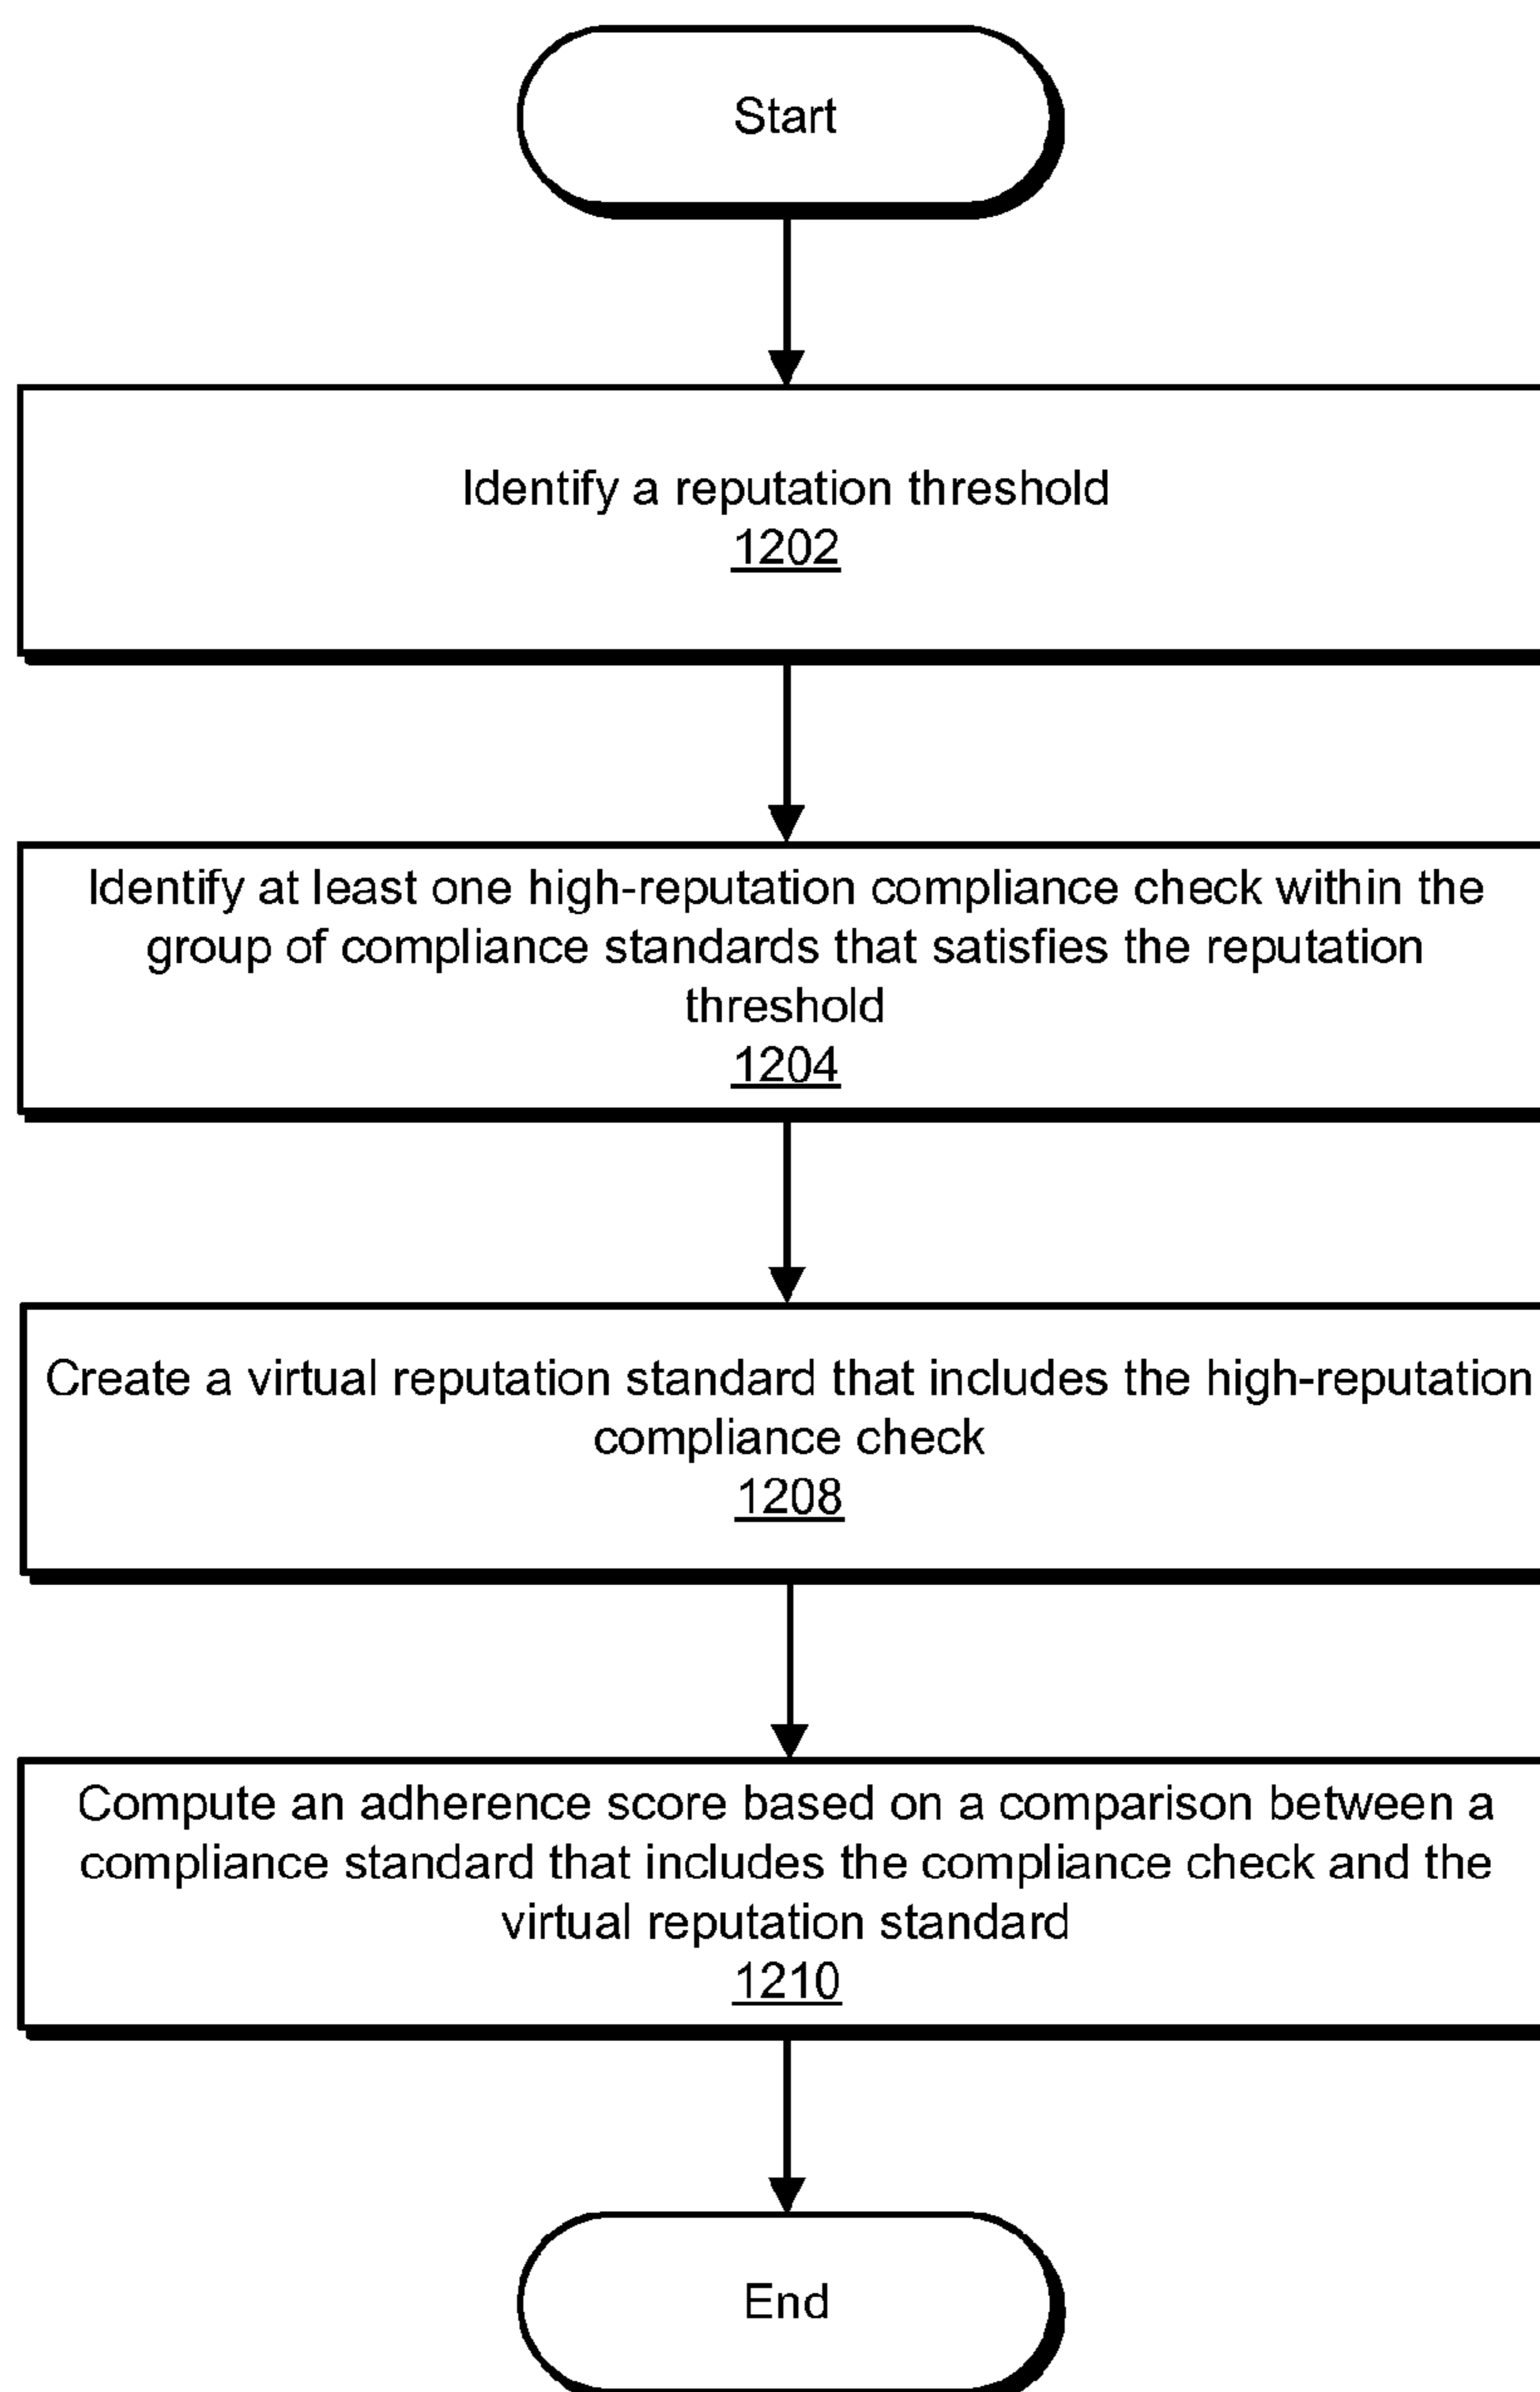 Start
Identify a reputation threshold
1202
Identify at least one high-reputation compliance check within the
group of compliance standards that satisfies the reputation
threshold
1204
Create a virtual reputation standard that includes the high-reputation
compliance check
1208
Compute an adherence score based on a comparison between a
compliance standard that includes the compliance check and the
virtual reputation standard
1210
End